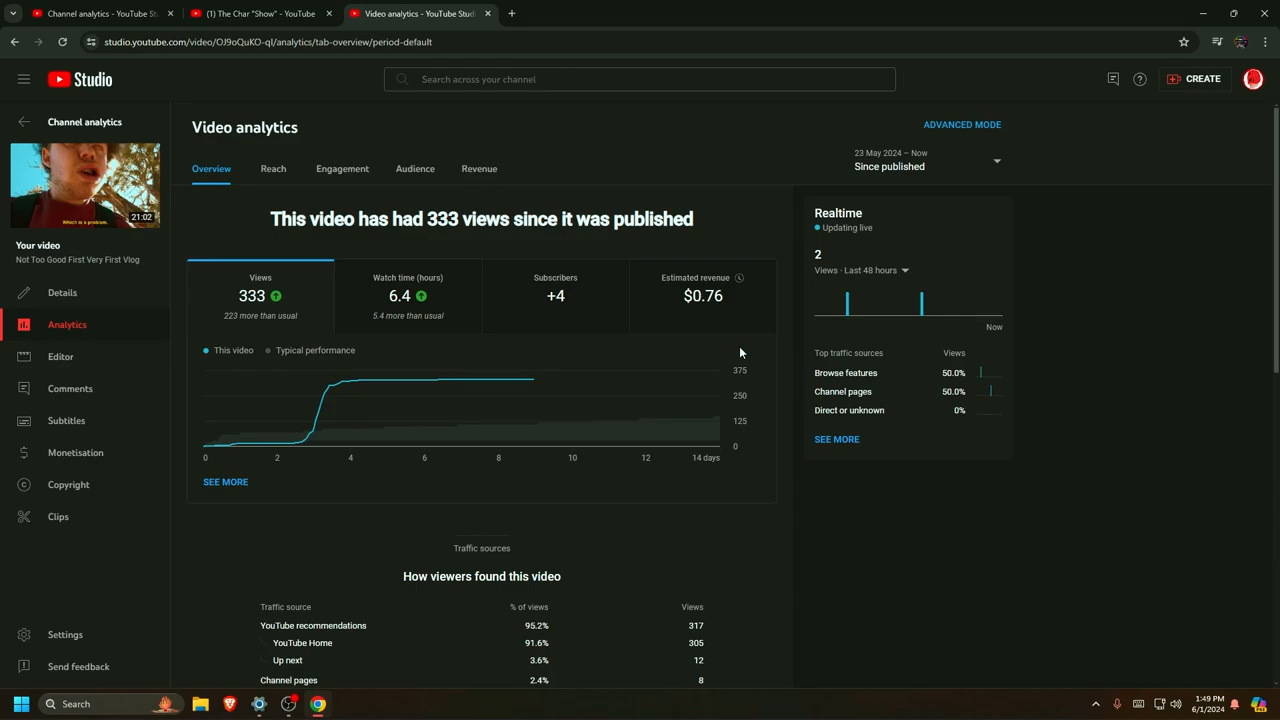 Channel analytics - YouTube St
(1) The Char "Show" - YouTube
Video analytics - YouTube Studi
studio.youtube.com/video/OJ9oQuKO-qI/analytics/tab-overview/period-default
Studio
Search across your channel
CREATE
Channel analytics
Which is a problem.
21:02
Your video
Not Too Good First Very First Vlog
Details
Analytics
Editor
Comments
Subtitles
Monetisation
Copyright
Clips
Settings
Send feedback
Video analytics
ADVANCED MODE
Overview
Reach
Engagement
Audience
Revenue
23 May 2024 – Now
Since published
This video has had 333 views since it was published
Views
333
223 more than usual
Watch time (hours)
6.4
5.4 more than usual
Subscribers
+4
Estimated revenue
$0.76
This video
Typical performance
375
250
125
0
0 2 4 6 8 10 12 14 days
SEE MORE
Traffic sources
How viewers found this video
Traffic source % of views Views
YouTube recommendations 95.2% 317
YouTube Home 91.6% 305
Up next 3.6% 12
Channel pages 2.4% 8
Realtime
Updating live
2
Views · Last 48 hours
Now
Top traffic sources Views
Browse features 50.0%
Channel pages 50.0%
Direct or unknown 0%
SEE MORE
Search
1:49 PM
6/1/2024